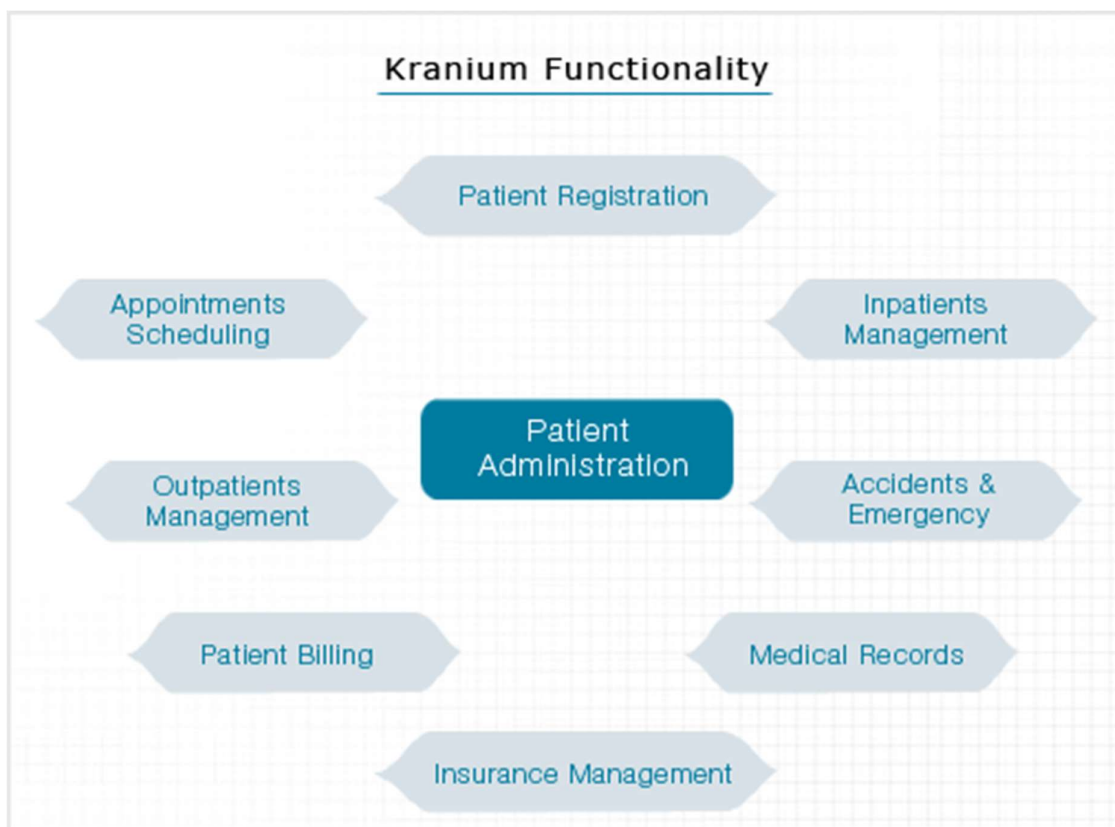 Kranium Functionality
Patient Registration
Appointments
Scheduling
Inpatients
Management
Patient
Administration
Outpatients
Management
Accidents &
Emergency
Patient Billing
Medical Records
Insurance Management